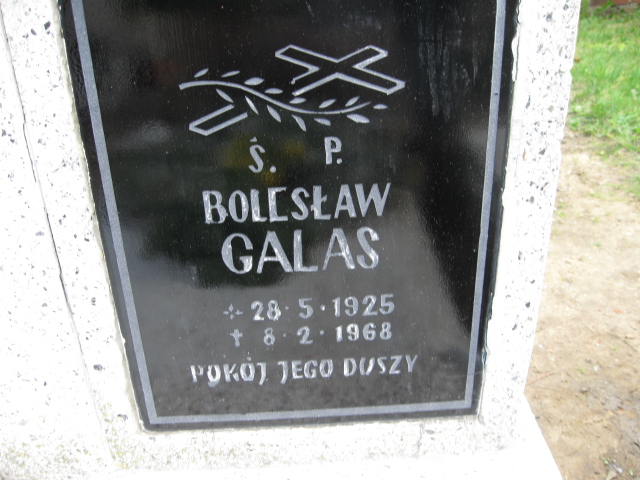 Ś. P.
BOLESŁAW
GALAS
28·5·1925
† 8·2·1968
POKÓJ JEGO DUSZY